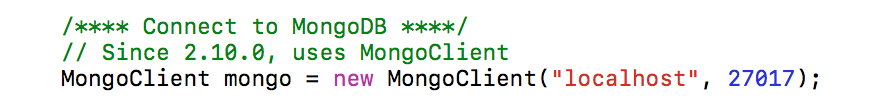 /**** Connect to MongoDB ****/
// Since 2.10.0, uses MongoClient
MongoClient mongo = new MongoClient("localhost", 27017);